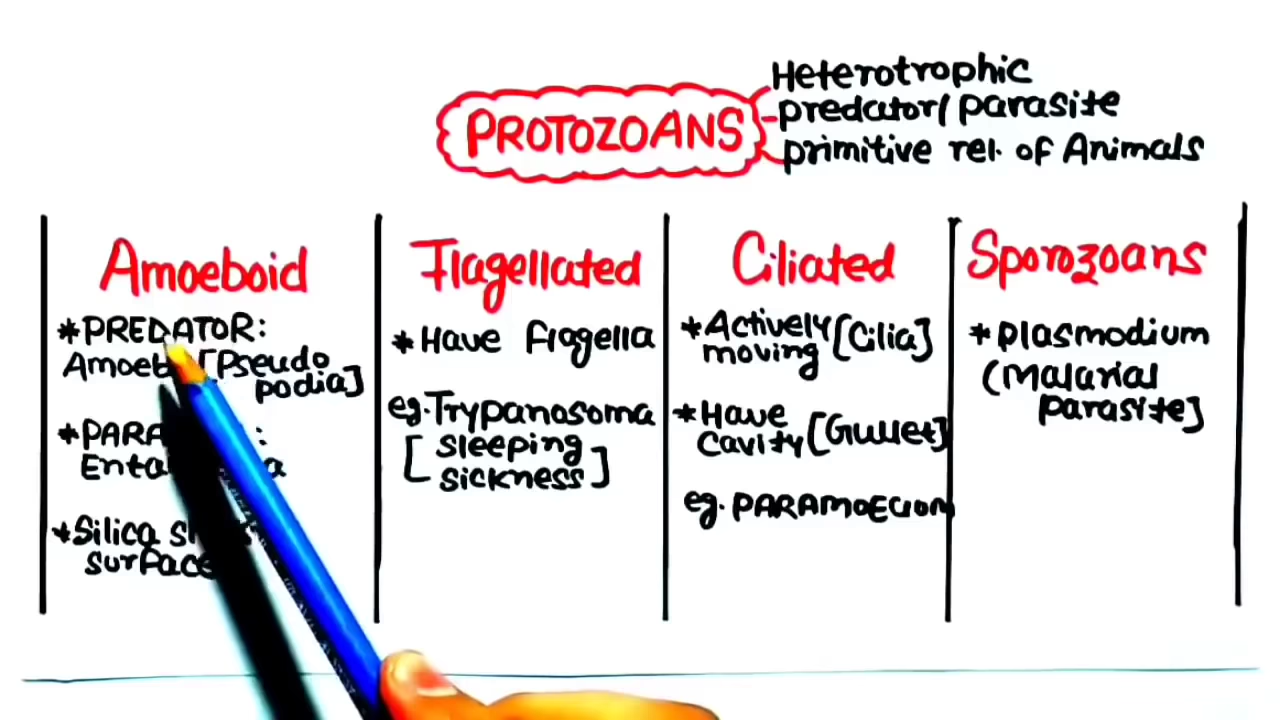 PROTOZOANS
Heterotrophic
predator/parasite
primitive rel. of Animals
Amoeboid
*PREDATOR:
[Pseudo
podia]
*
*Silica
surface
Flagellated
*Have flagella
eg. Trypanosoma
[sleeping
sickness]
Ciliated
*Actively [Cilia]
moving
*Have [Gullet]
cavity
eg. PARAMOECIOM
Sporozoans
*Plasmodium
(Malarial
parasite]